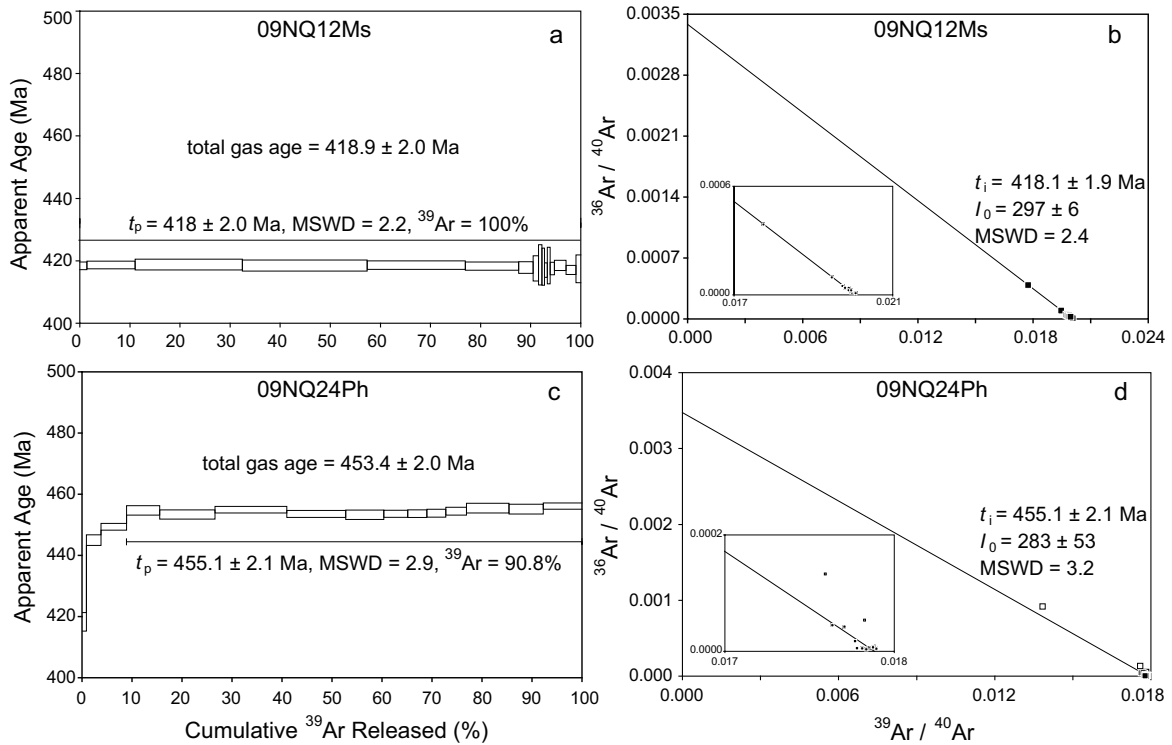 09NQ12Ms
a
500
480
460
440
420
400
Apparent Age (Ma)
total gas age = 418.9 ± 2.0 Ma
tp = 418 ± 2.0 Ma, MSWD = 2.2, 39Ar = 100%
0 10 20 30 40 50 60 70 80 90 100
09NQ12Ms
b
0.0035
0.0028
0.0021
0.0014
0.0007
0.0000
36Ar / 40Ar
ti = 418.1 ± 1.9 Ma
I0 = 297 ± 6
MSWD = 2.4
0.0006
0.0000
0.017 0.021
0.000 0.006 0.012 0.018 0.024
09NQ24Ph
c
500
480
460
440
420
400
Apparent Age (Ma)
total gas age = 453.4 ± 2.0 Ma
tp = 455.1 ± 2.1 Ma, MSWD = 2.9, 39Ar = 90.8%
0 10 20 30 40 50 60 70 80 90 100
Cumulative 39Ar Released (%)
09NQ24Ph
d
0.004
0.003
0.002
0.001
0.000
36Ar / 40Ar
ti = 455.1 ± 2.1 Ma
I0 = 283 ± 53
MSWD = 3.2
0.0002
0.0000
0.017 0.018
0.000 0.006 0.012 0.018
39Ar / 40Ar